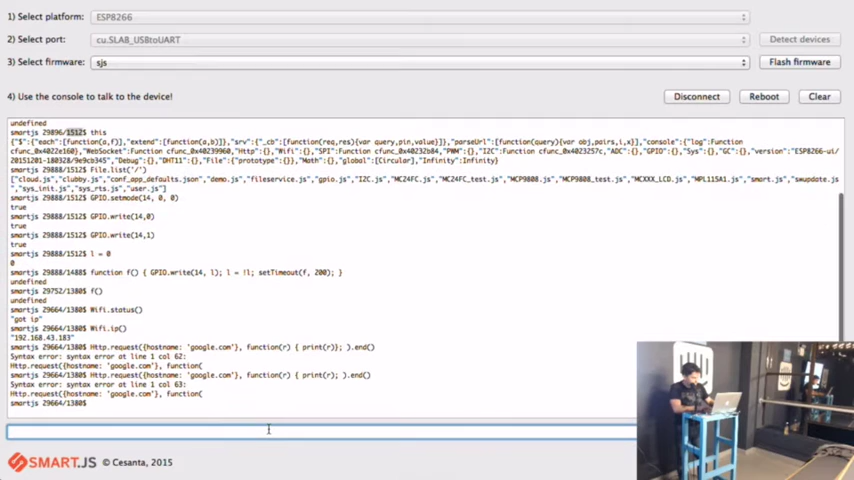 1) Select platform: ESP8266
2) Select port: cu.SLAB_USBtoUART Detect devices
3) Select firmware: sjs Flash firmware
4) Use the console to talk to the device! Disconnect Reboot Clear
undefined
smartjs 29896/1512$ this
{"$":{"each":[function(a,f)],"extend":[function(a,b)]},"srv":{"_cb":[function(req,res){var query,pin,value}]},"parseUrl":[function(query){var obj,pairs,i,x}],"console":{"log":Function
cfunc_0x4022e160},"WebSocket":Function cfunc_0x40239960,"Http":{},"Wifi":{},"SPI":Function cfunc_0x40232b84,"PWM":{},"I2C":Function cfunc_0x4023257c,"ADC":{},"GPIO":{},"Sys":{},"GC":{},"version":"ESP8266-ui/
20151201-180328/9e9cb345","Debug":{},"DHT11":{},"File":{"prototype":{}},"Math":{},"global":[Circular],"Infinity":Infinity}
smartjs 29888/1512$ File.list('/')
["cloud.js","clubby.js","conf_app_defaults.json","demo.js","fileservice.js","gpio.js","I2C.js","MC24FC.js","MC24FC_test.js","MCP9808.js","MCP9808_test.js","MCXXX_LCD.js","MPL115A1.js","smart.js","swupdate.js
","sys_init.js","sys_rts.js","user.js"]
smartjs 29888/1512$ GPIO.setmode(14, 0, 0)
true
smartjs 29888/1512$ GPIO.write(14,0)
true
smartjs 29888/1512$ GPIO.write(14,1)
true
smartjs 29888/1512$ l = 0
0
smartjs 29888/1488$ function f() { GPIO.write(14, l); l = !l; setTimeout(f, 200); }
undefined
smartjs 29752/1380$ f()
undefined
smartjs 29664/1380$ Wifi.status()
"got ip"
smartjs 29664/1380$ Wifi.ip()
"192.168.43.183"
smartjs 29664/1380$ Http.request({hostname: 'google.com'}, function(r) { print(r)}; ).end()
Syntax error: syntax error at line 1 col 62:
Http.request({hostname: 'google.com'}, function(
smartjs 29664/1380$ Http.request({hostname: 'google.com'}, function(r) { print(r); ).end()
Syntax error: syntax error at line 1 col 63:
Http.request({hostname: 'google.com'}, function(
smartjs 29664/1380$
SMART.JS © Cesanta, 2015